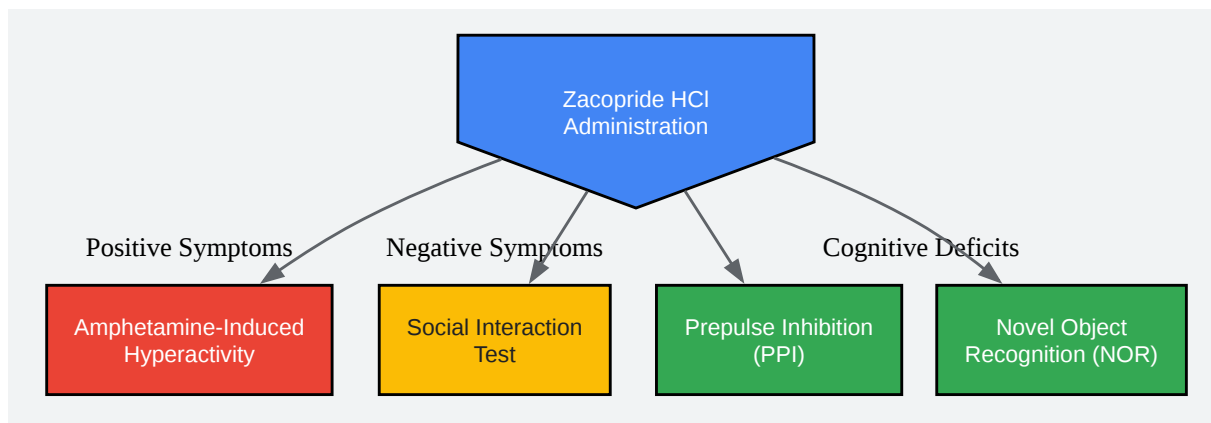 Zacopride HCl
Administration
Positive Symptoms
Negative Symptoms
Cognitive Deficits
Amphetamine-Induced
Hyperactivity
Social Interaction
Test
Prepulse Inhibition
(PPI)
Novel Object
Recognition (NOR)